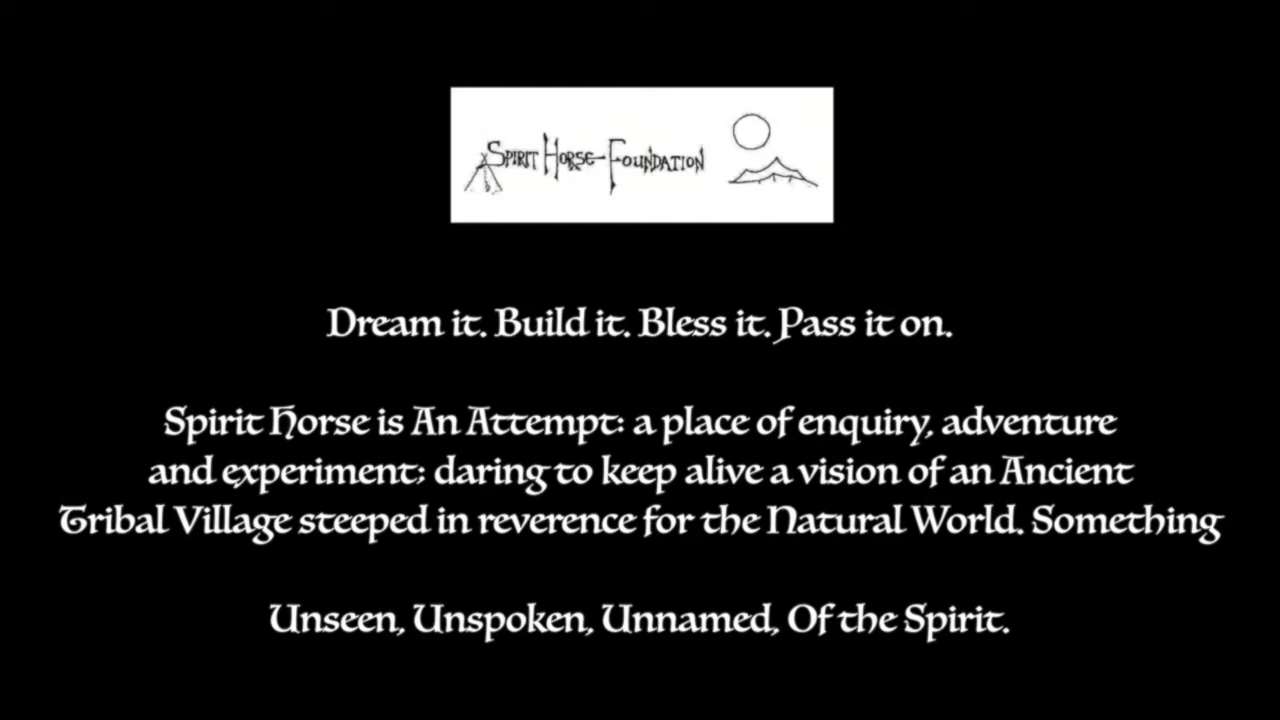 Spirit Horse Foundation
Dream it. Build it. Bless it. Pass it on.
Spirit Horse is An Attempt: a place of enquiry, adventure
and experiment; daring to keep alive a vision of an Ancient
Tribal Village steeped in reverence for the Natural World. Something
Unseen, Unspoken, Unnamed, Of the Spirit.